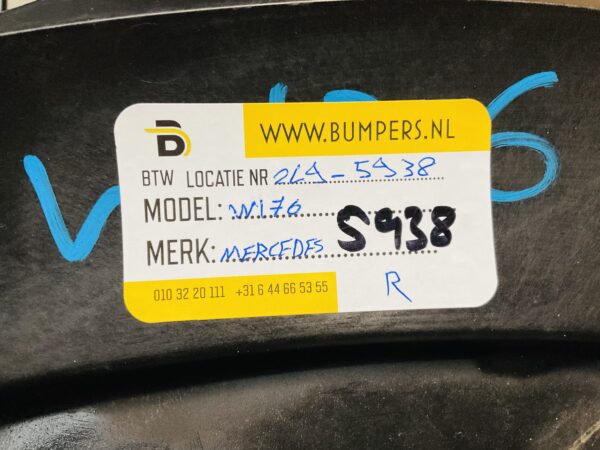 WWW.BUMPERS.NL
BTW LOCATIE NR 2L9-5938
MODEL: W176
MERK: MERCEDES 5938
010 32 20 111 +31 6 44 66 53 55
R